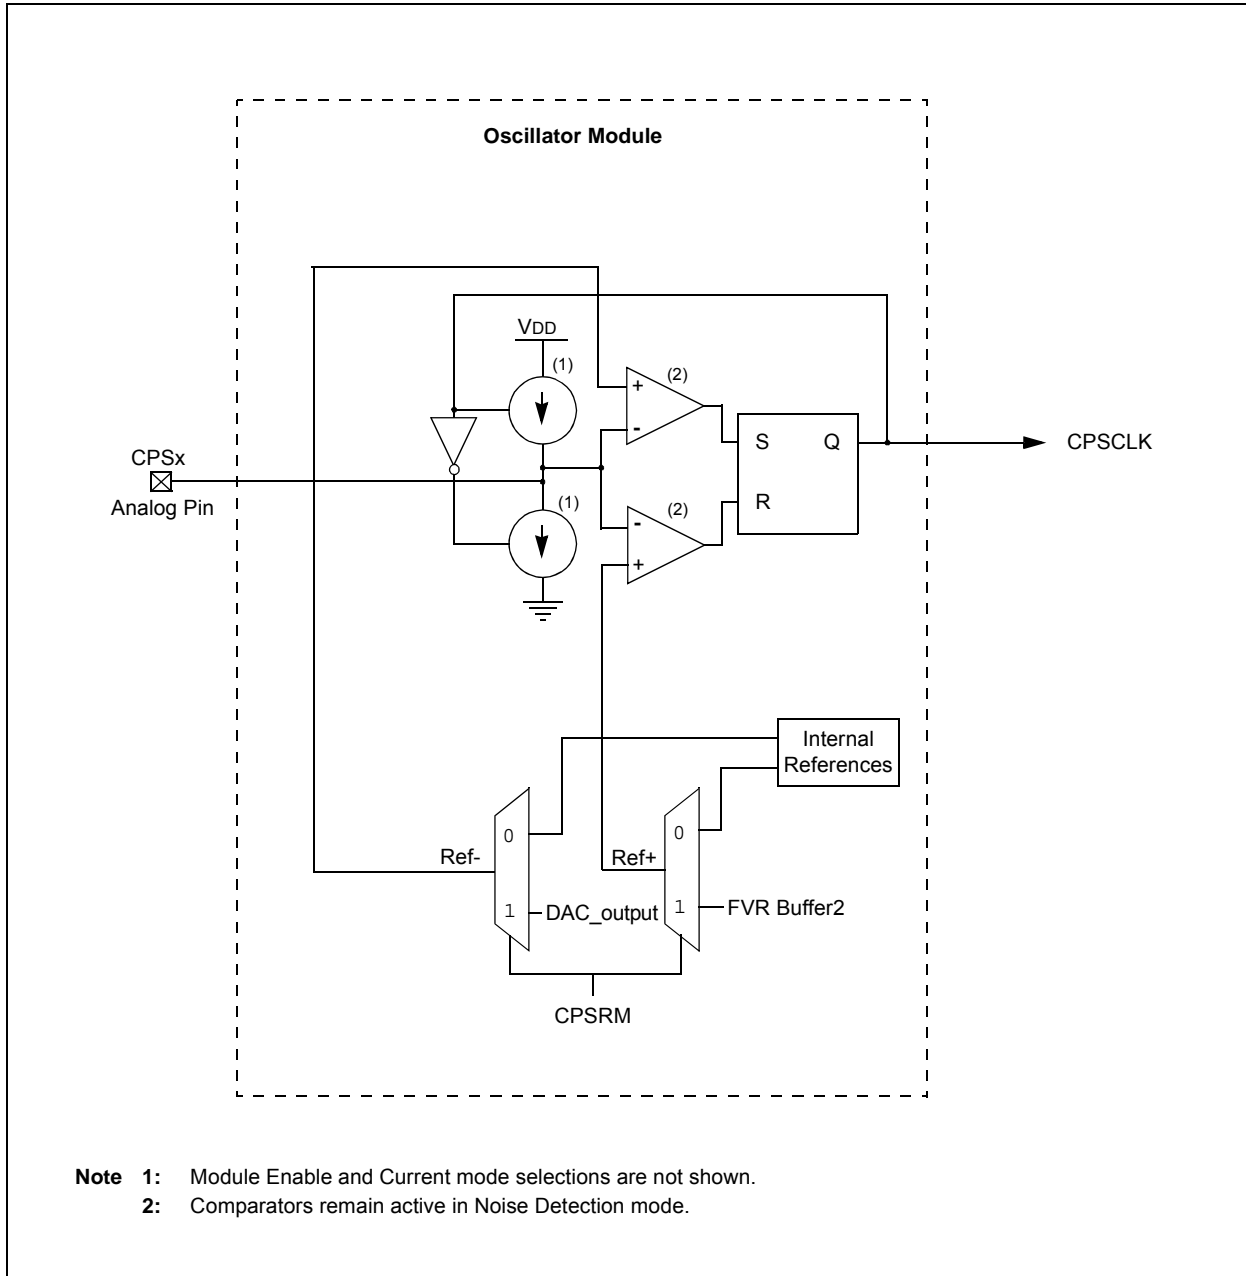 Oscillator Module
VDD
(1)
(2)
+
-
S Q
CPSCLK
CPSx
Analog Pin
(1)
(2)
R
-
+
Internal
References
0
0
Ref-
Ref+
1
DAC_output
1
FVR Buffer2
CPSRM
Note 1: Module Enable and Current mode selections are not shown.
2: Comparators remain active in Noise Detection mode.